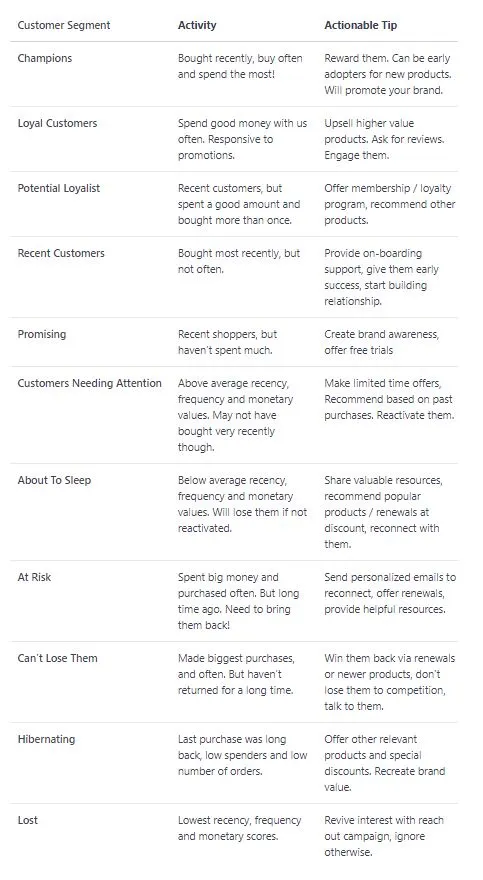 Customer Segment
Activity
Actionable Tip
Champions
Bought recently, buy often
and spend the most!
Reward them. Can be early
adopters for new products.
Will promote your brand.
Loyal Customers
Spend good money with us
often. Responsive to
promotions.
Upsell higher value
products. Ask for reviews.
Engage them.
Potential Loyalist
Recent customers, but
spent a good amount and
bought more than once.
Offer membership / loyalty
program, recommend other
products.
Recent Customers
Bought most recently, but
not often.
Provide on-boarding
support, give them early
success, start building
relationship.
Promising
Recent shoppers, but
haven't spent much.
Create brand awareness,
offer free trials
Customers Needing Attention
Above average recency,
frequency and monetary
values. May not have
bought very recently
though.
Make limited time offers,
Recommend based on past
purchases. Reactivate them.
About To Sleep
Below average recency,
frequency and monetary
values. Will lose them if not
reactivated.
Share valuable resources,
recommend popular
products / renewals at
discount, reconnect with
them.
At Risk
Spent big money and
purchased often. But long
time ago. Need to bring
them back!
Send personalized emails to
reconnect, offer renewals,
provide helpful resources.
Can't Lose Them
Made biggest purchases,
and often. But haven't
returned for a long time.
Win them back via renewals
or newer products, don't
lose them to competition,
talk to them.
Hibernating
Last purchase was long
back, low spenders and low
number of orders.
Offer other relevant
products and special
discounts. Recreate brand
value.
Lost
Lowest recency, frequency
and monetary scores.
Revive interest with reach
out campaign, ignore
otherwise.